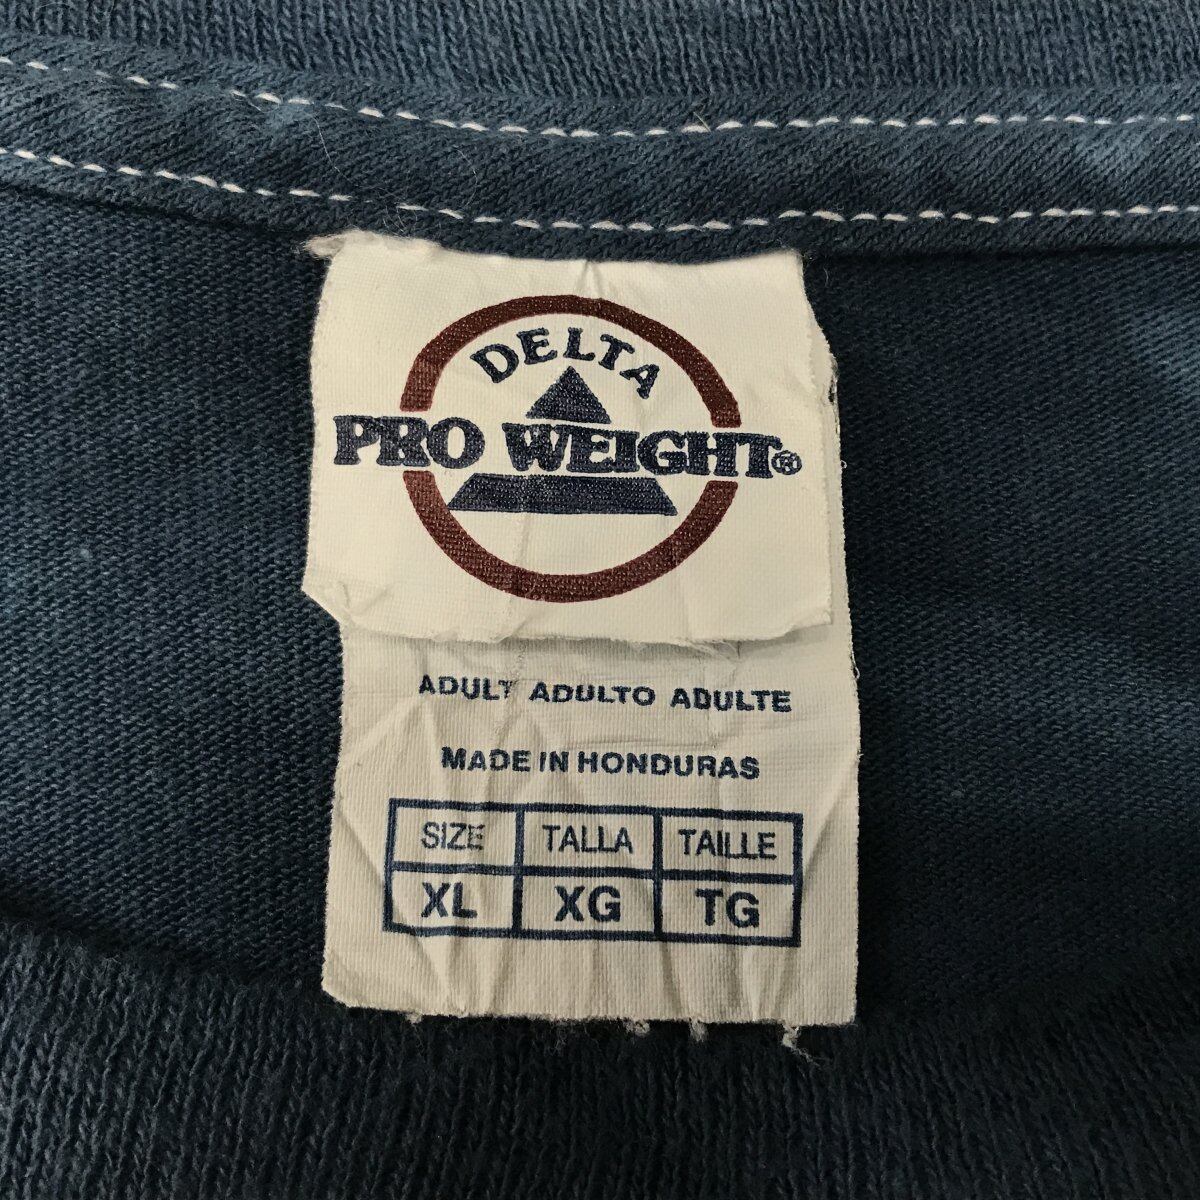 DELTA
PRO WEIGHT®
ADULT ADULTO ADULTE
MADE IN HONDURAS
SIZE TALLA TAILLE
XL XG TG